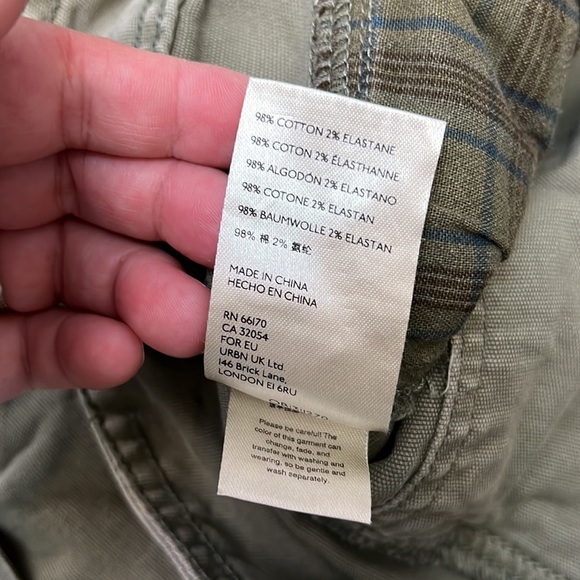 98% COTTON 2% ELASTANE
98% COTON 2% ÉLASTHANNE
98% ALGODÓN 2% ELASTANO
98% COTONE 2% ELASTAN
98% BAUMWOLLE 2% ELASTAN
98% 棉 2% 氨纶
MADE IN CHINA
HECHO EN CHINA
RN 66170
CA 32054
FOR EU
URBN UK Ltd
146 Brick Lane,
LONDON E1 6RU
Please be careful! The
color of this garment can
change, fade, and
transfer with washing and
wearing, so be gentle and
wash separately.